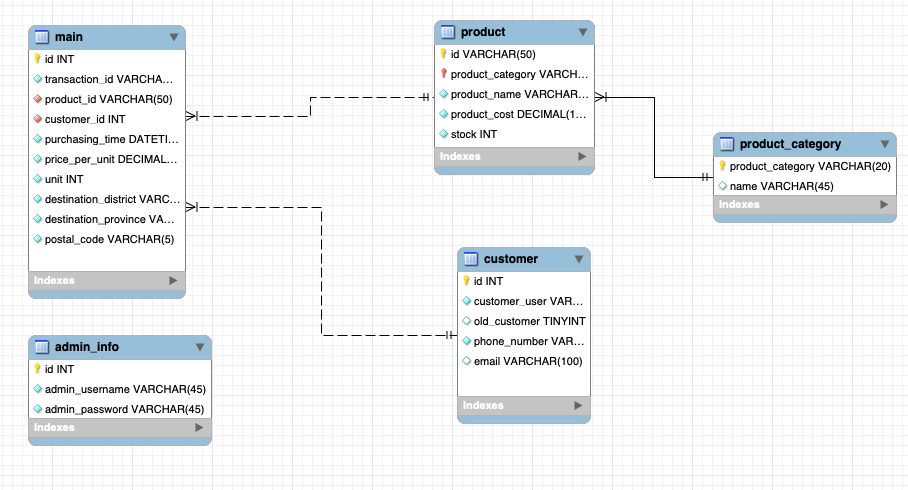 main
id INT
transaction_id VARCHA...
product_id VARCHAR(50)
customer_id INT
purchasing_time DATETI...
price_per_unit DECIMAL...
unit INT
destination_district VARC...
destination_province VA...
postal_code VARCHAR(5)
Indexes
product
id VARCHAR(50)
product_category VARCH...
product_name VARCHAR...
product_cost DECIMAL(1...
stock INT
Indexes
product_category
product_category VARCHAR(20)
name VARCHAR(45)
Indexes
customer
id INT
customer_user VAR...
old_customer TINYINT
phone_number VAR...
email VARCHAR(100)
Indexes
admin_info
id INT
admin_username VARCHAR(45)
admin_password VARCHAR(45)
Indexes